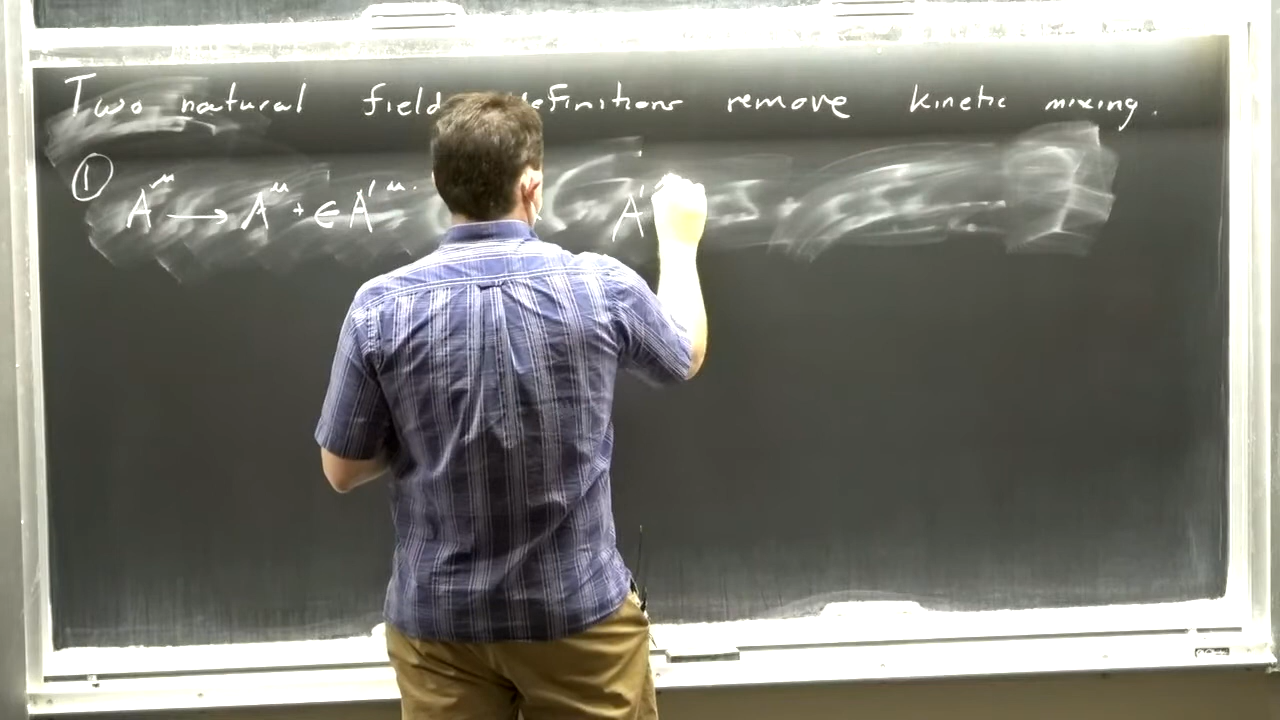 Two natural field definitions remove kinetic mixing.
① A^μ → A^μ + ϵA'^μ. A'